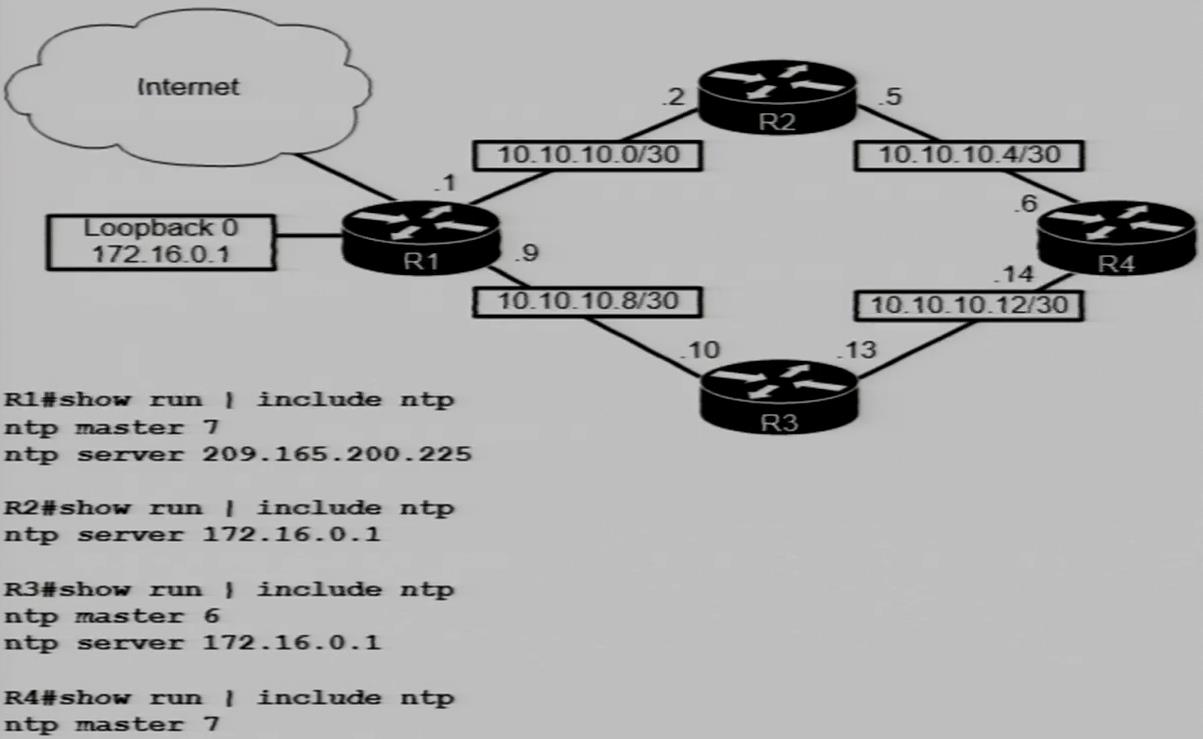 Internet
.2
R2
.5
10.10.10.0/30
10.10.10.4/30
.1
.6
Loopback 0
172.16.0.1
R1
.9
R4
.14
10.10.10.8/30
10.10.10.12/30
.10
.13
R3
R1#show run | include ntp
ntp master 7
ntp server 209.165.200.225
R2#show run | include ntp
ntp server 172.16.0.1
R3#show run | include ntp
ntp master 6
ntp server 172.16.0.1
R4#show run | include ntp
ntp master 7